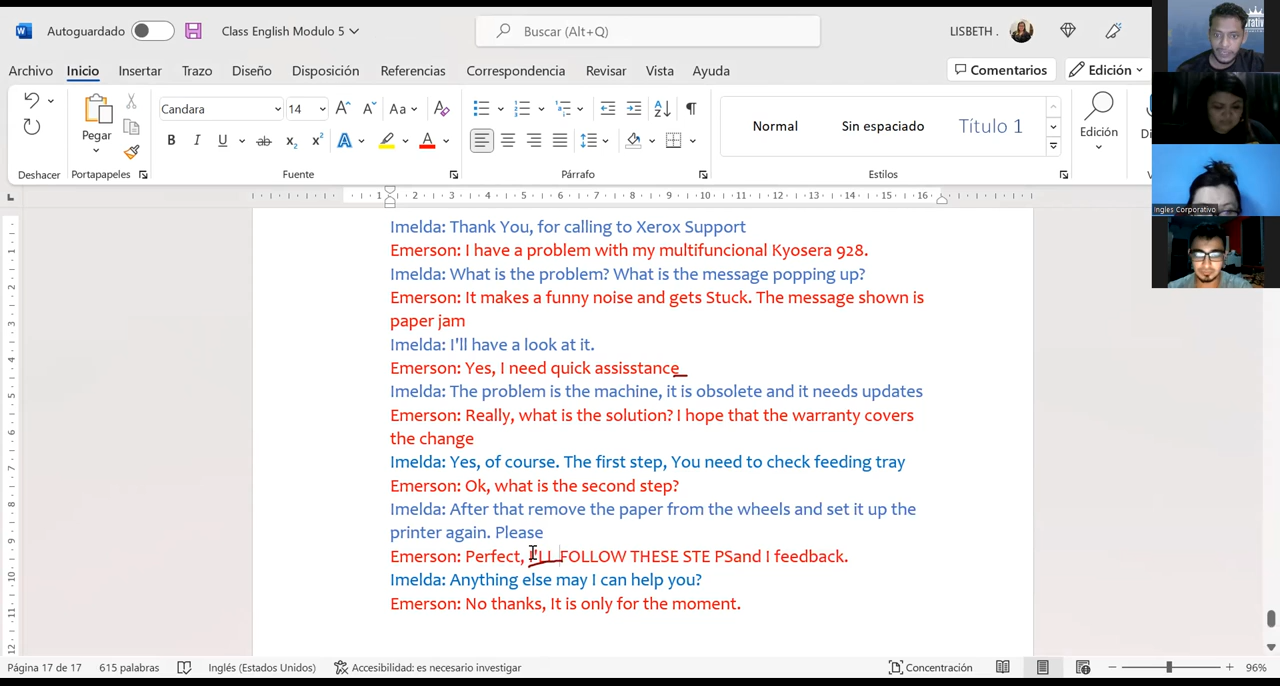 Autoguardado
Class English Modulo 5
Buscar (Alt+Q)
LISBETH .
Archivo Inicio Insertar Trazo Diseño Disposición Referencias Correspondencia Revisar Vista Ayuda
Comentarios
Edición
Pegar
Candara
14
Normal
Sin espaciado
Título 1
Edición
Deshacer
Portapapeles
Fuente
Párrafo
Estilos
Ingles Corporativo
Imelda: Thank You, for calling to Xerox Support
Emerson: I have a problem with my multifuncional Kyosera 928.
Imelda: What is the problem? What is the message popping up?
Emerson: It makes a funny noise and gets Stuck. The message shown is
paper jam
Imelda: I'll have a look at it.
Emerson: Yes, I need quick assisstance
Imelda: The problem is the machine, it is obsolete and it needs updates
Emerson: Really, what is the solution? I hope that the warranty covers
the change
Imelda: Yes, of course. The first step, You need to check feeding tray
Emerson: Ok, what is the second step?
Imelda: After that remove the paper from the wheels and set it up the
printer again. Please
Emerson: Perfect, I'LL FOLLOW THESE STE PSand I feedback.
Imelda: Anything else may I can help you?
Emerson: No thanks, It is only for the moment.
Página 17 de 17
615 palabras
Inglés (Estados Unidos)
Accesibilidad: es necesario investigar
Concentración
96%